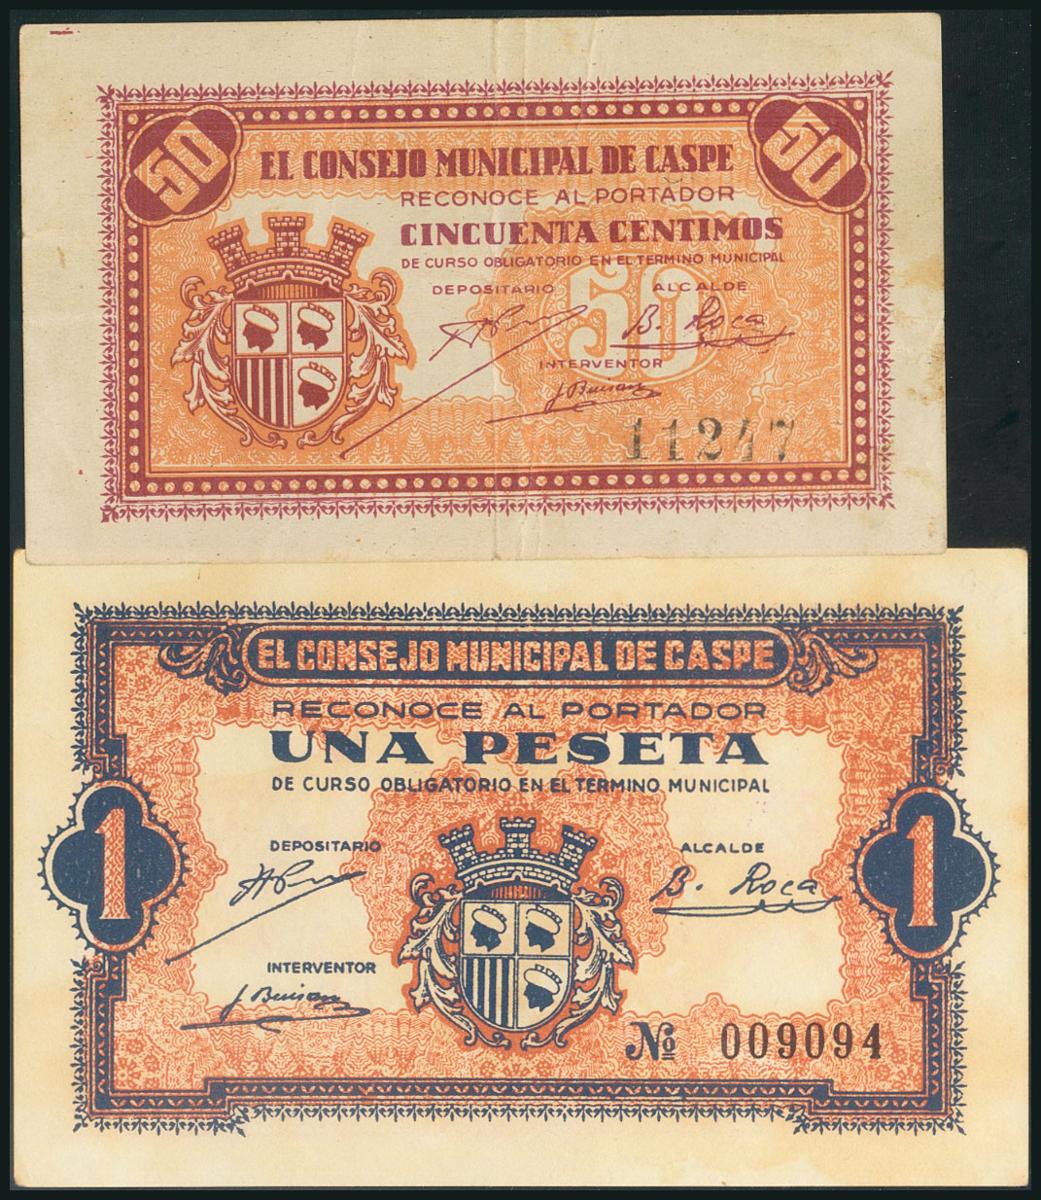 50 50
EL CONSEJO MUNICIPAL DE CASPE
RECONOCE AL PORTADOR
CINCUENTA CENTIMOS
DE CURSO OBLIGATORIO EN EL TERMINO MUNICIPAL
DEPOSITARIO ALCALDE
50
B. Roca
INTERVENTOR
J Buisan
11247
EL CONSEJO MUNICIPAL DE CASPE
RECONOCE AL PORTADOR
UNA PESETA
DE CURSO OBLIGATORIO EN EL TERMINO MUNICIPAL
1 1
DEPOSITARIO ALCALDE
B. Roca
INTERVENTOR
J Buisan
Nº 009094